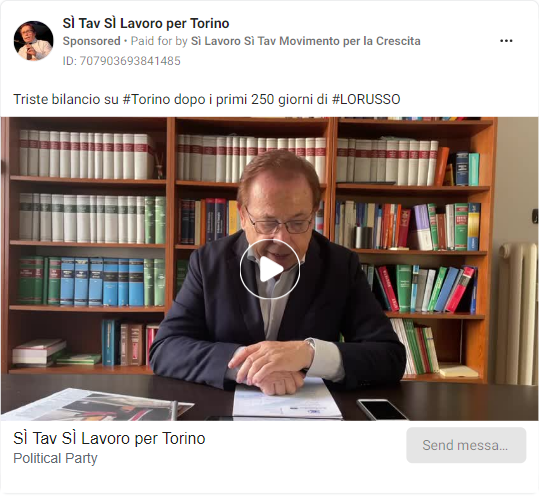 SÌ Tav SÌ Lavoro per Torino
Sponsored • Paid for by Sì Lavoro Sì Tav Movimento per la Crescita
ID: 707903693841485
Triste bilancio su #Torino dopo i primi 250 giorni di #LORUSSO
SÌ Tav SÌ Lavoro per Torino
Political Party
Send messa...